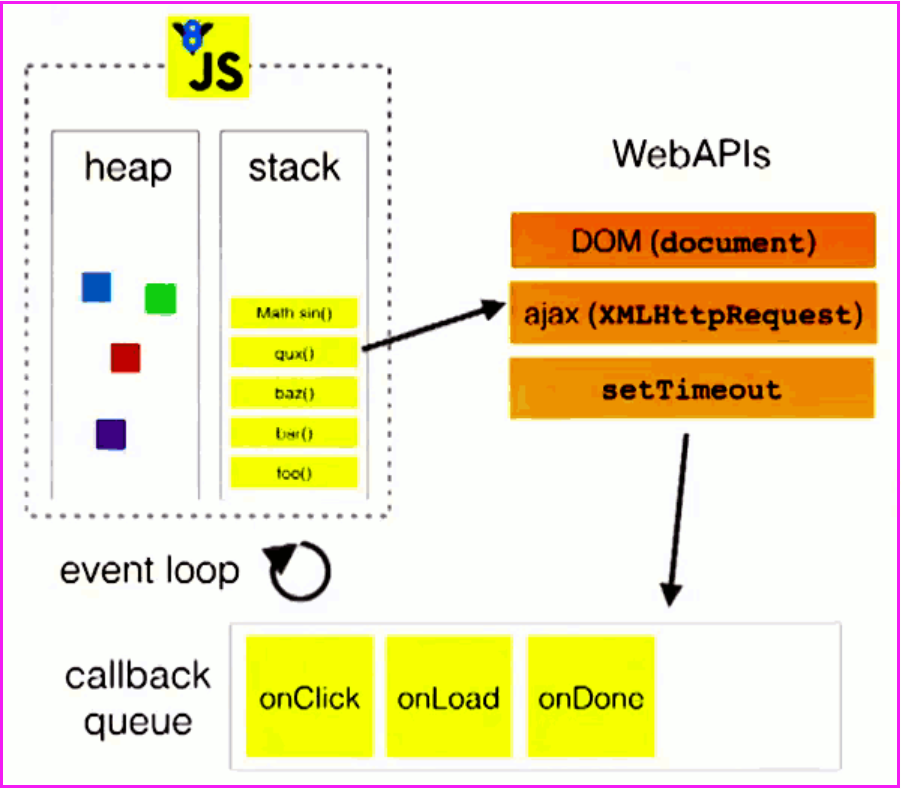 8
JS
heap
stack
Math sin()
qux()
baz()
bar()
foo()
WebAPIs
DOM (document)
ajax (XMLHttpRequest)
setTimeout
event loop
callback
queue
onClick
onLoad
onDone